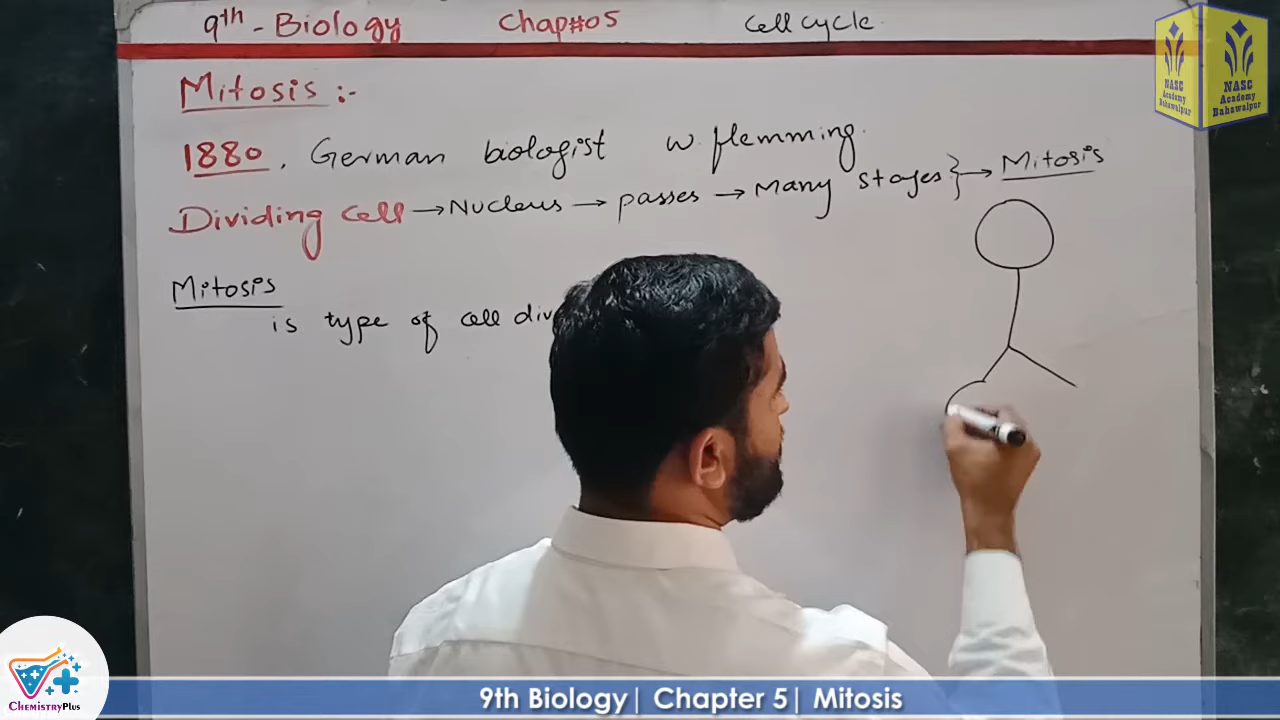 9th - Biology Chap#05 Cell cycle
Mitosis :-
1880, German biologist W. flemming.
Dividing Cell → Nucleus → passes → Many stages } → Mitosis
Mitosis
is type of cell div
NASC Academy Bahawalpur
NASC Academy Bahawalpur
ChemistryPlus
9th Biology| Chapter 5| Mitosis